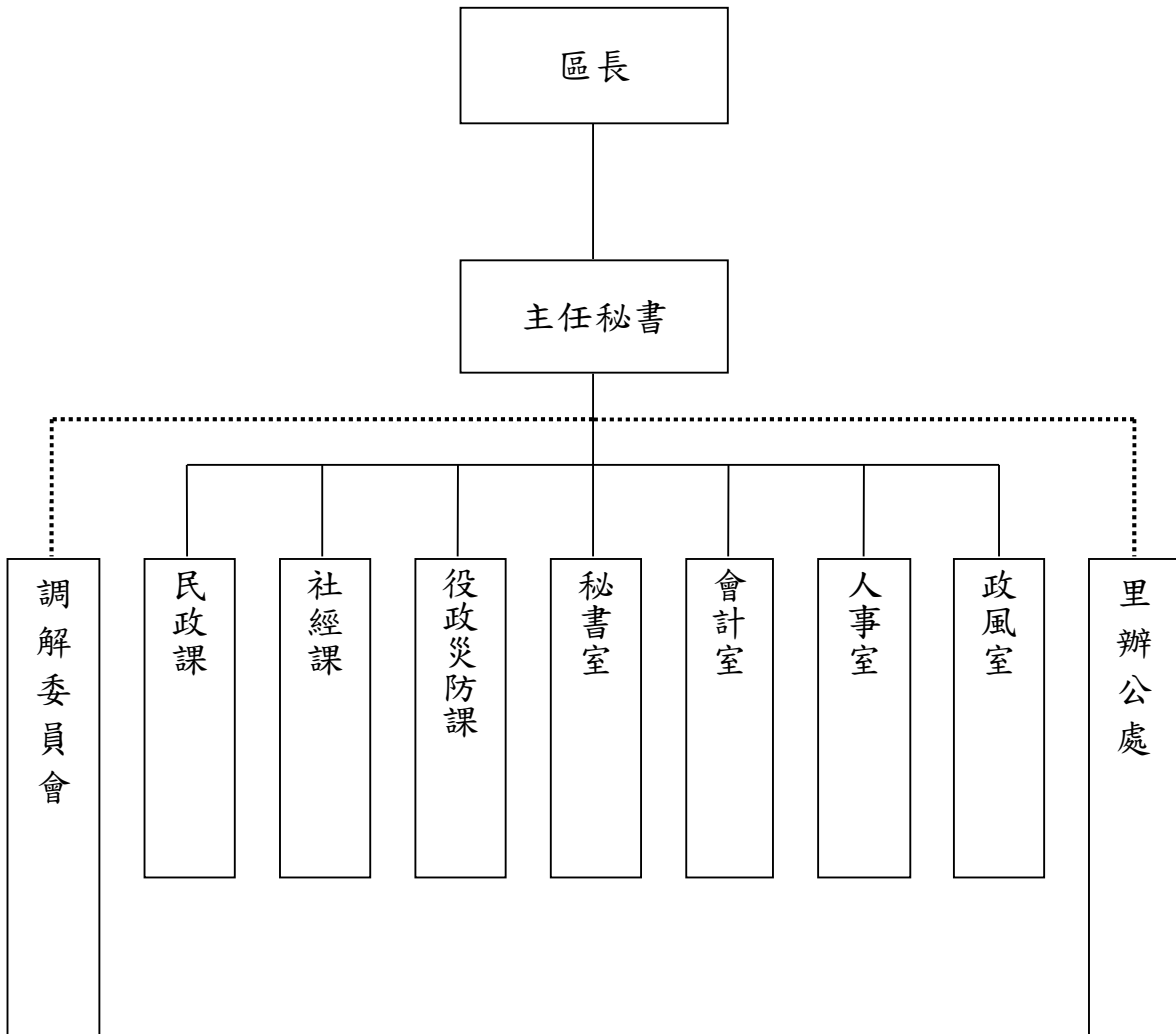 區長
主任秘書
調解委員會
民政課
社經課
役政災防課
秘書室
會計室
人事室
政風室
里辦公處